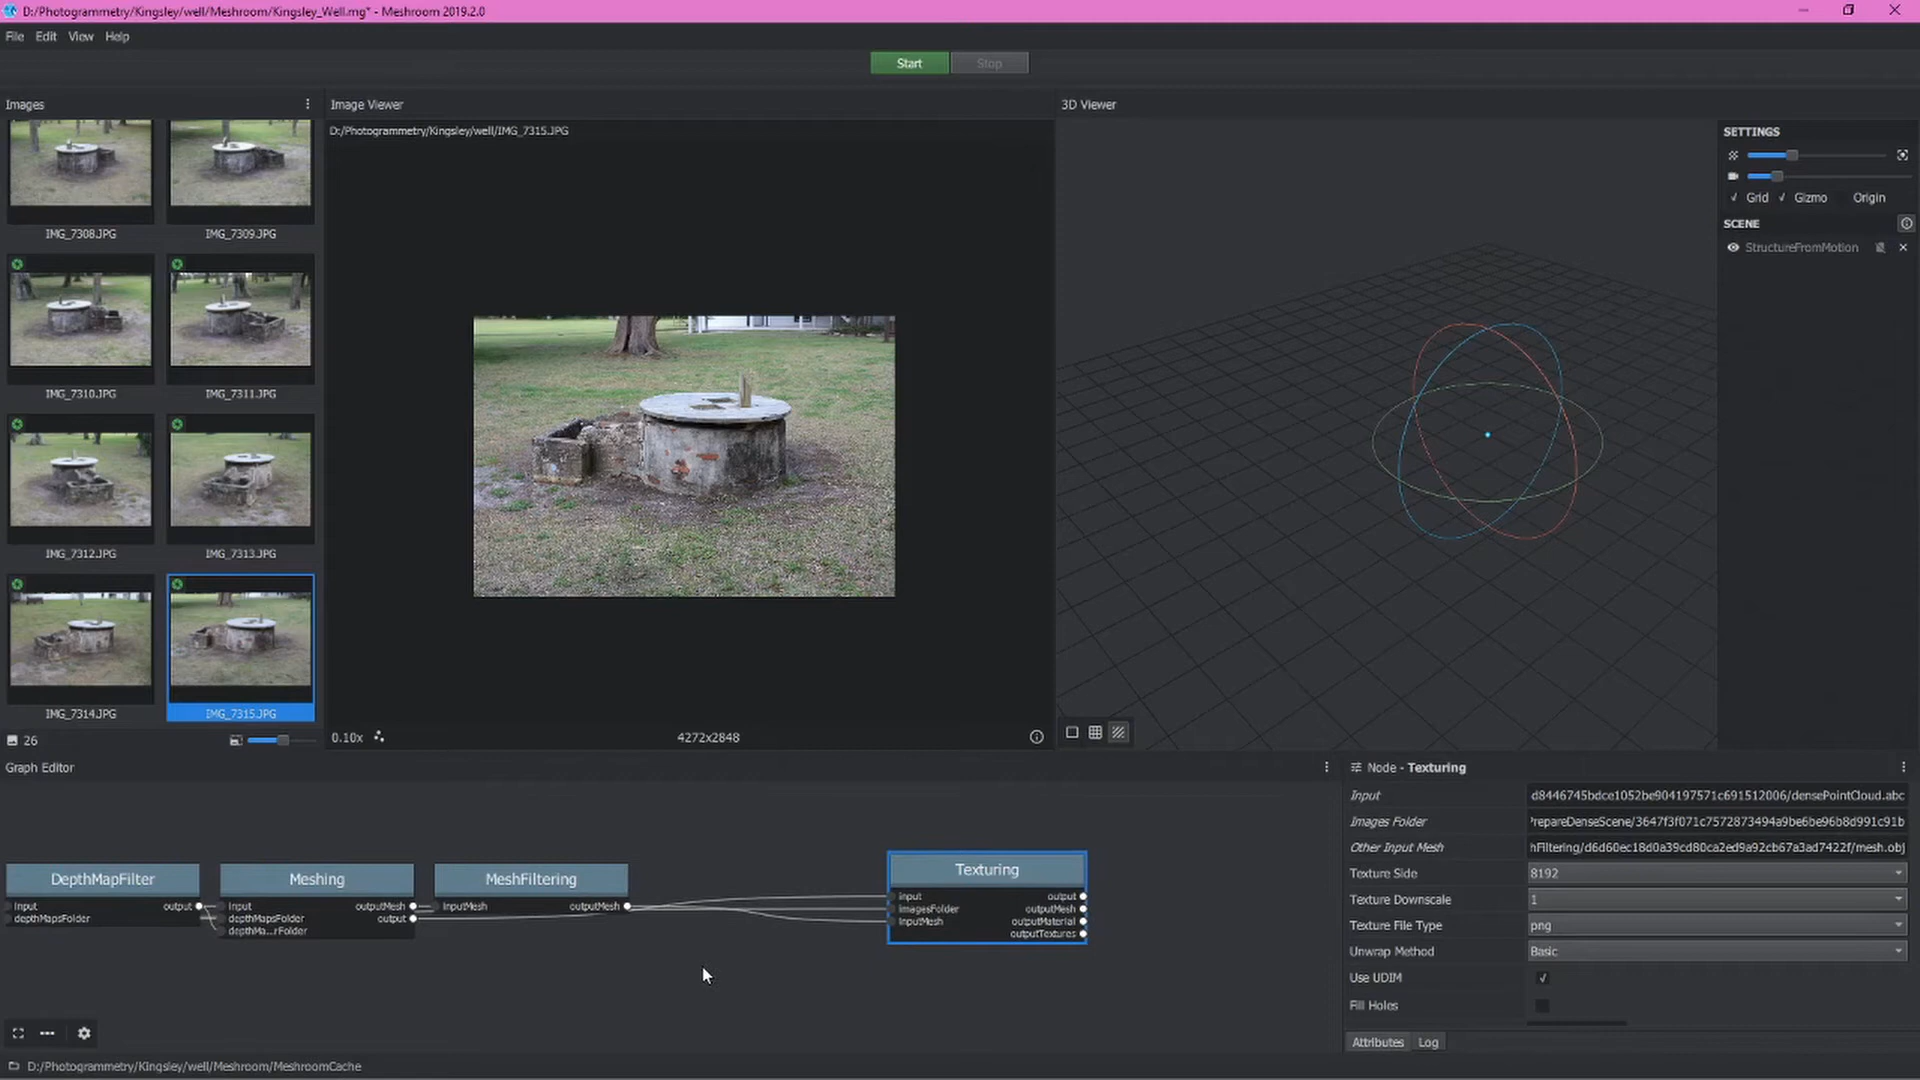 D:/Photogrammetry/Kingsley/well/Meshroom/Kingsley_Well.mg* - Meshroom 2019.2.0
File Edit View Help
Start Stop
Images
IMG_7308.JPG IMG_7309.JPG
IMG_7310.JPG IMG_7311.JPG
IMG_7312.JPG IMG_7313.JPG
IMG_7314.JPG IMG_7315.JPG
26
Image Viewer
D:/Photogrammetry/Kingsley/well/IMG_7315.JPG
0.10x 4272x2848
3D Viewer
SETTINGS
Grid Gizmo Origin
SCENE
StructureFromMotion
Graph Editor
DepthMapFilter
Input output
depthMapsFolder
Meshing
Input outputMesh
depthMapsFolder output
depthMa...rFolder
MeshFiltering
InputMesh outputMesh
Texturing
input output
imagesFolder outputMesh
InputMesh outputMaterial
outputTextures
Node - Texturing
Input d8446745bdce1052be904197571c691512006/densePointCloud.abc
Images Folder PrepareDenseScene/3647f3f071c7572873494a9be6be96b8d991c91b
Other Input Mesh hFiltering/d6d60ec18d0a39cd80ca2ed9a92cb67a3ad7422f/mesh.obj
Texture Side 8192
Texture Downscale 1
Texture File Type png
Unwrap Method Basic
Use UDIM
Fill Holes
Attributes Log
D:/Photogrammetry/Kingsley/well/Meshroom/MeshroomCache